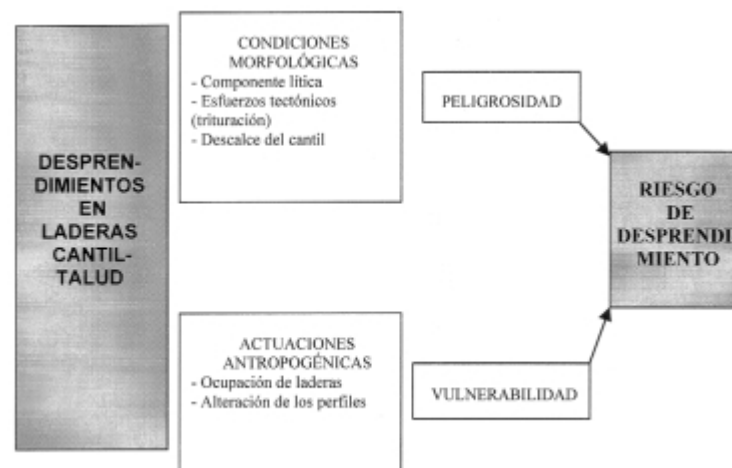 DESPREN-
DIMIENTOS
EN
LADERAS
CANTIL-
TALUD
CONDICIONES
MORFOLÓGICAS
- Componente lítica
- Esfuerzos tectónicos
(trituración)
- Descalce del cantil
ACTUACIONES
ANTROPOGÉNICAS
- Ocupación de laderas
- Alteración de los perfiles
PELIGROSIDAD
VULNERABILIDAD
RIESGO
DE
DESPRENDI
MIENTO